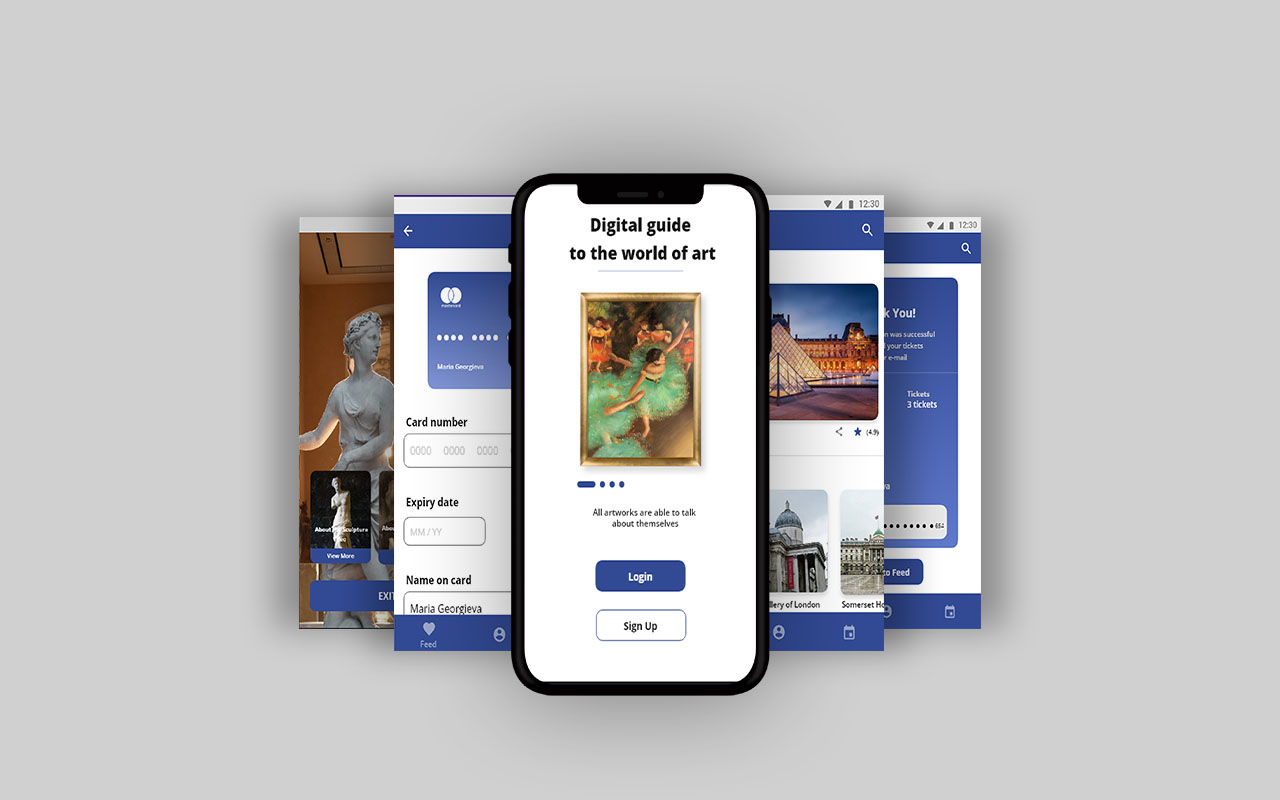 Digital guide
to the world of art
All artworks are able to talk
about themselves
Login
Sign Up
About The Sculpture
View More
EXIT
mastercard
Maria Georgieva
Card number
0000 0000 0000
Expiry date
MM / YY
Name on card
Maria Georgieva
Feed
12:30
(4.9)
llery of London
Somerset Ho
12:30
k You!
n was successful
your tickets
r e-mail
Tickets
3 tickets
va
654
to Feed